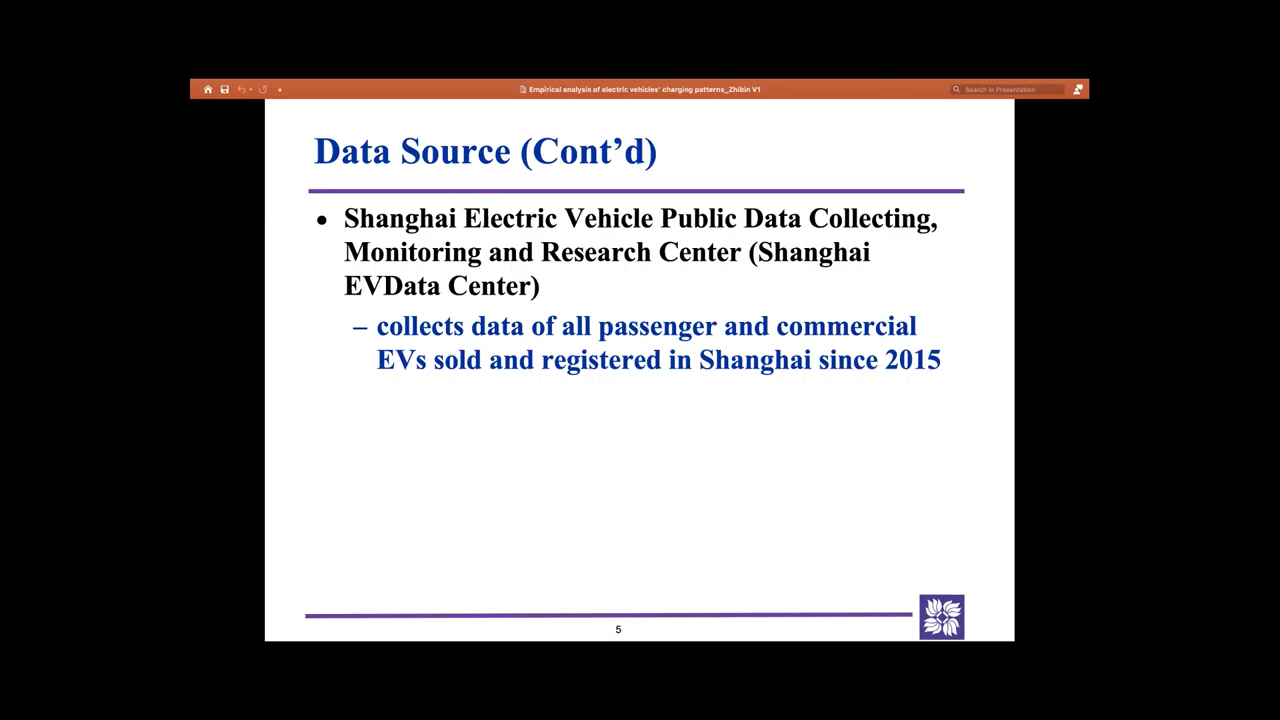 Empirical analysis of electric vehicles' charging patterns_Zhibin V1
Search in Presentation
Data Source (Cont’d)
• Shanghai Electric Vehicle Public Data Collecting,
Monitoring and Research Center (Shanghai
EVData Center)
– collects data of all passenger and commercial
EVs sold and registered in Shanghai since 2015
5